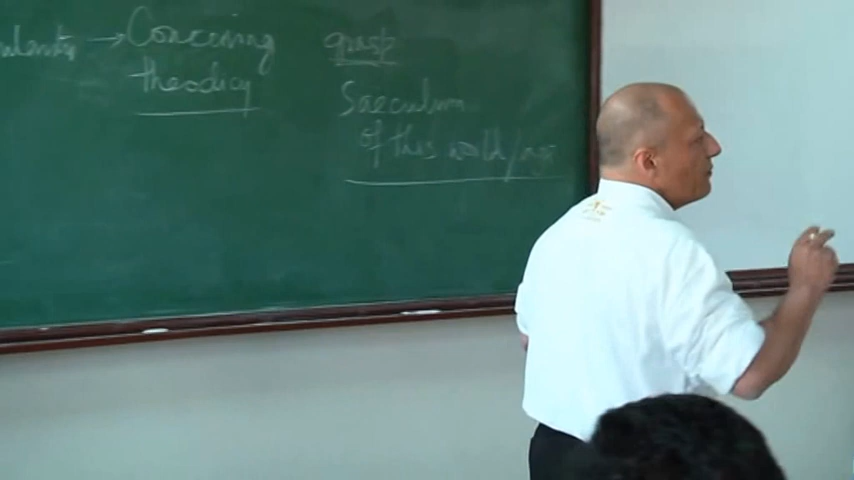 → Concerning
theodicy
Saeculum
of this world/age